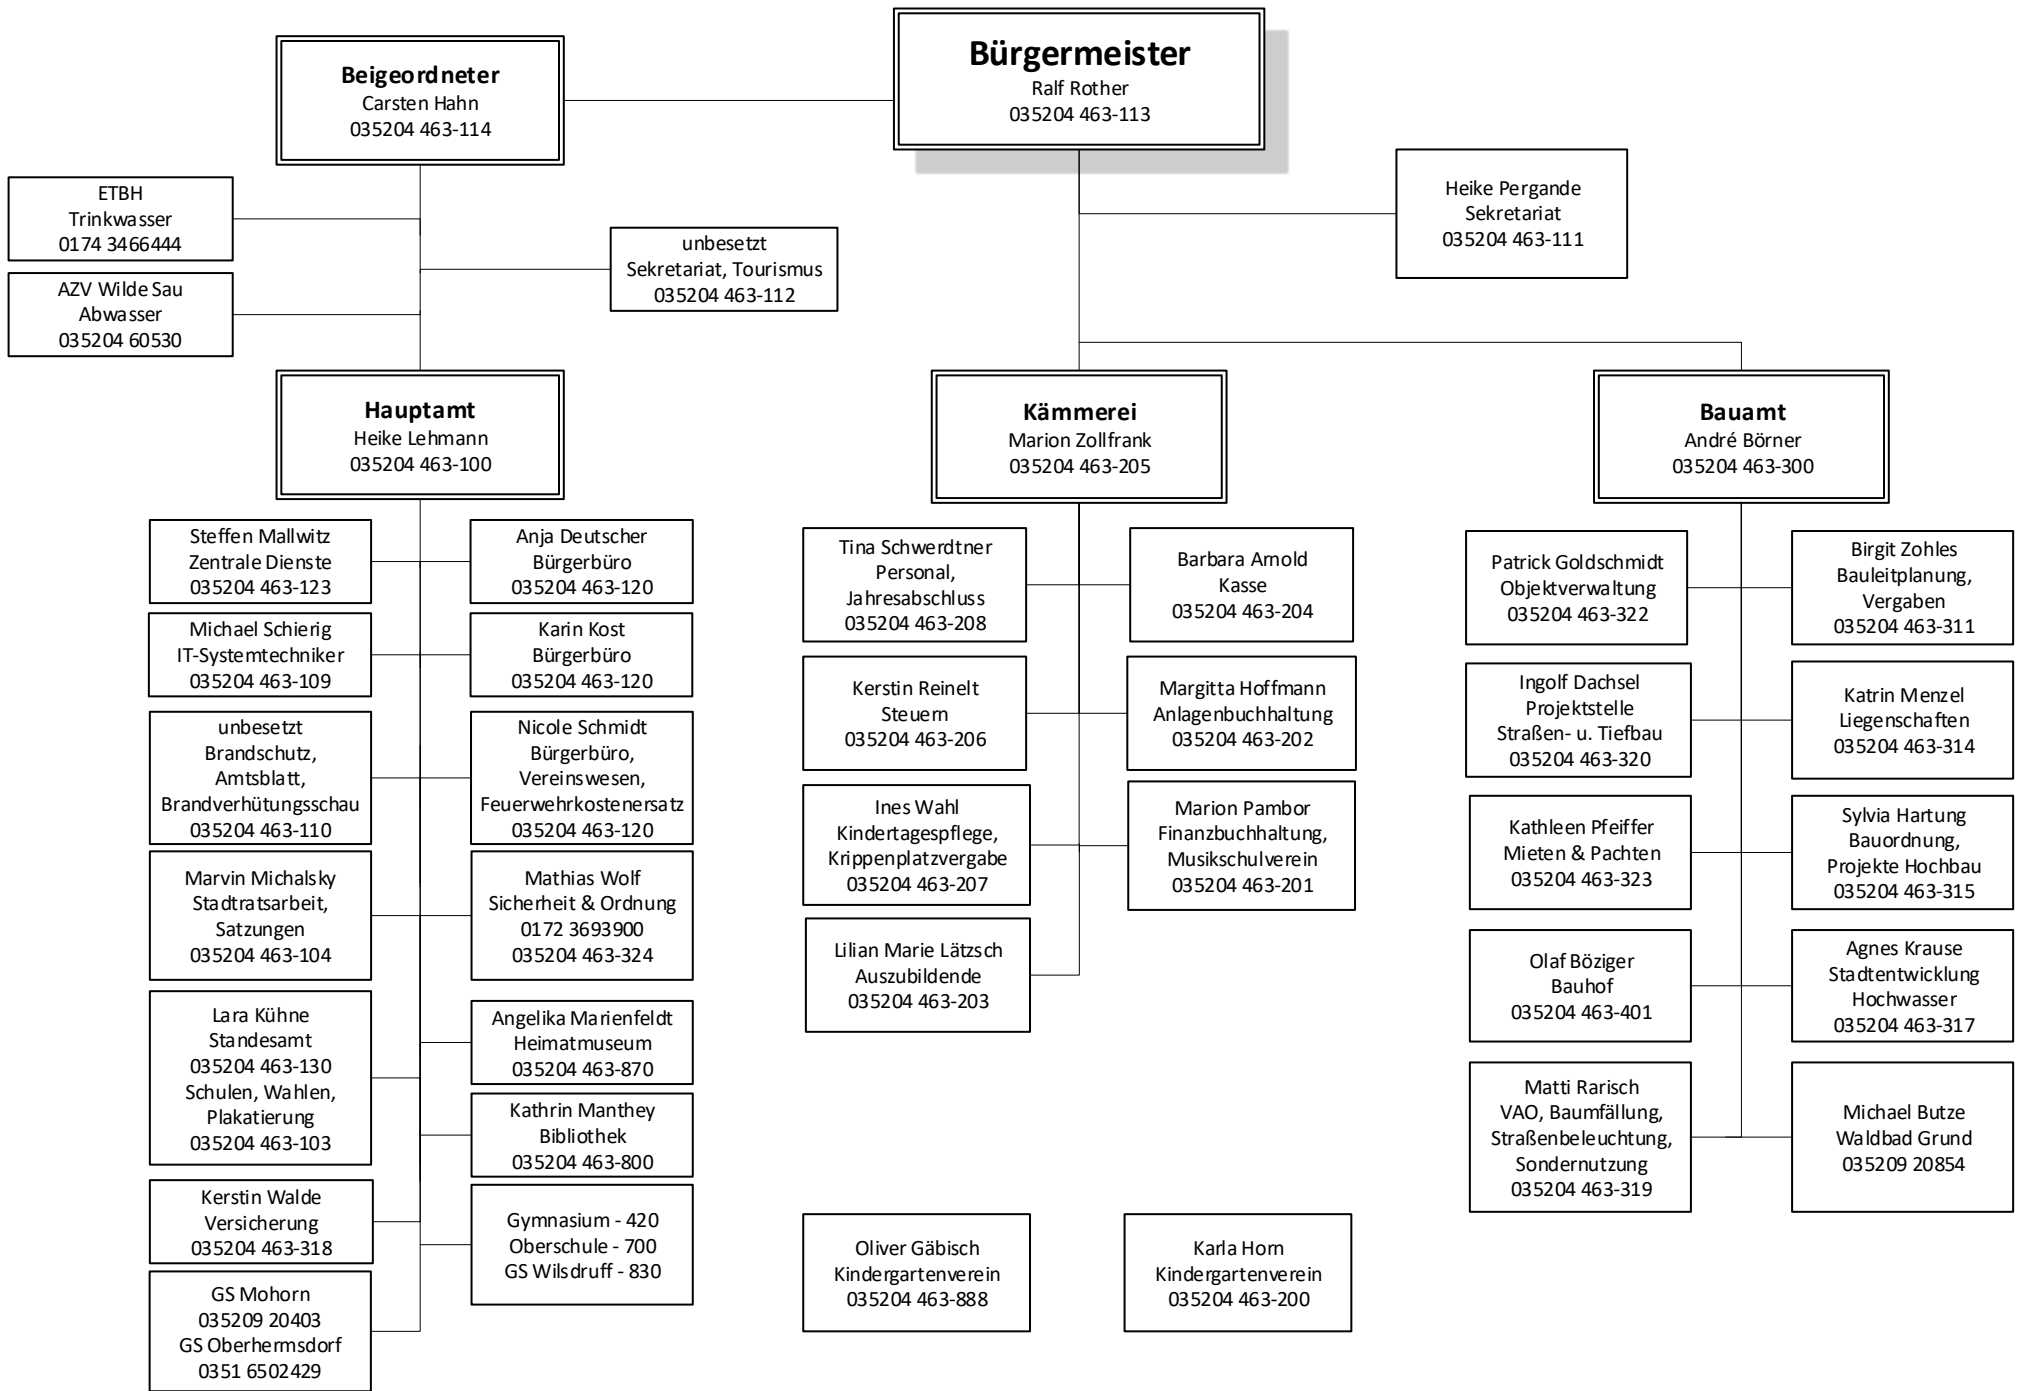 Bürgermeister
Ralf Rother
035204 463-113
Beigeordneter
Carsten Hahn
035204 463-114
Heike Pergande
Sekretariat
035204 463-111
ETBH
Trinkwasser
0174 3466444
unbesetzt
Sekretariat, Tourismus
035204 463-112
AZV Wilde Sau
Abwasser
035204 60530
Hauptamt
Heike Lehmann
035204 463-100
Steffen Mallwitz
Zentrale Dienste
035204 463-123
Anja Deutscher
Bürgerbüro
035204 463-120
Michael Schierig
IT-Systemtechniker
035204 463-109
Karin Kost
Bürgerbüro
035204 463-120
unbesetzt
Brandschutz,
Amtsblatt,
Brandverhütungsschau
035204 463-110
Nicole Schmidt
Bürgerbüro,
Vereinswesen,
Feuerwehrkostenersatz
035204 463-120
Marvin Michalsky
Stadtratsarbeit,
Satzungen
035204 463-104
Mathias Wolf
Sicherheit & Ordnung
0172 3693900
035204 463-324
Lara Kühne
Standesamt
035204 463-130
Schulen, Wahlen,
Plakatierung
035204 463-103
Angelika Marienfeldt
Heimatmuseum
035204 463-870
Kathrin Manthey
Bibliothek
035204 463-800
Kerstin Walde
Versicherung
035204 463-318
Gymnasium - 420
Oberschule - 700
GS Wilsdruff - 830
GS Mohorn
035209 20403
GS Oberhermsdorf
0351 6502429
Kämmerei
Marion Zollfrank
035204 463-205
Tina Schwerdtner
Personal,
Jahresabschluss
035204 463-208
Barbara Arnold
Kasse
035204 463-204
Kerstin Reinelt
Steuern
035204 463-206
Margitta Hoffmann
Anlagenbuchhaltung
035204 463-202
Ines Wahl
Kindertagespflege,
Krippenplatzvergabe
035204 463-207
Marion Pambor
Finanzbuchhaltung,
Musikschulverein
035204 463-201
Lilian Marie Lätzsch
Auszubildende
035204 463-203
Oliver Gäbisch
Kindergartenverein
035204 463-888
Karla Horn
Kindergartenverein
035204 463-200
Bauamt
André Börner
035204 463-300
Patrick Goldschmidt
Objektverwaltung
035204 463-322
Birgit Zohles
Bauleitplanung,
Vergaben
035204 463-311
Ingolf Dachsel
Projektstelle
Straßen- u. Tiefbau
035204 463-320
Katrin Menzel
Liegenschaften
035204 463-314
Kathleen Pfeiffer
Mieten & Pachten
035204 463-323
Sylvia Hartung
Bauordnung,
Projekte Hochbau
035204 463-315
Olaf Böziger
Bauhof
035204 463-401
Agnes Krause
Stadtentwicklung
Hochwasser
035204 463-317
Matti Rarisch
VAO, Baumfällung,
Straßenbeleuchtung,
Sondernutzung
035204 463-319
Michael Butze
Waldbad Grund
035209 20854